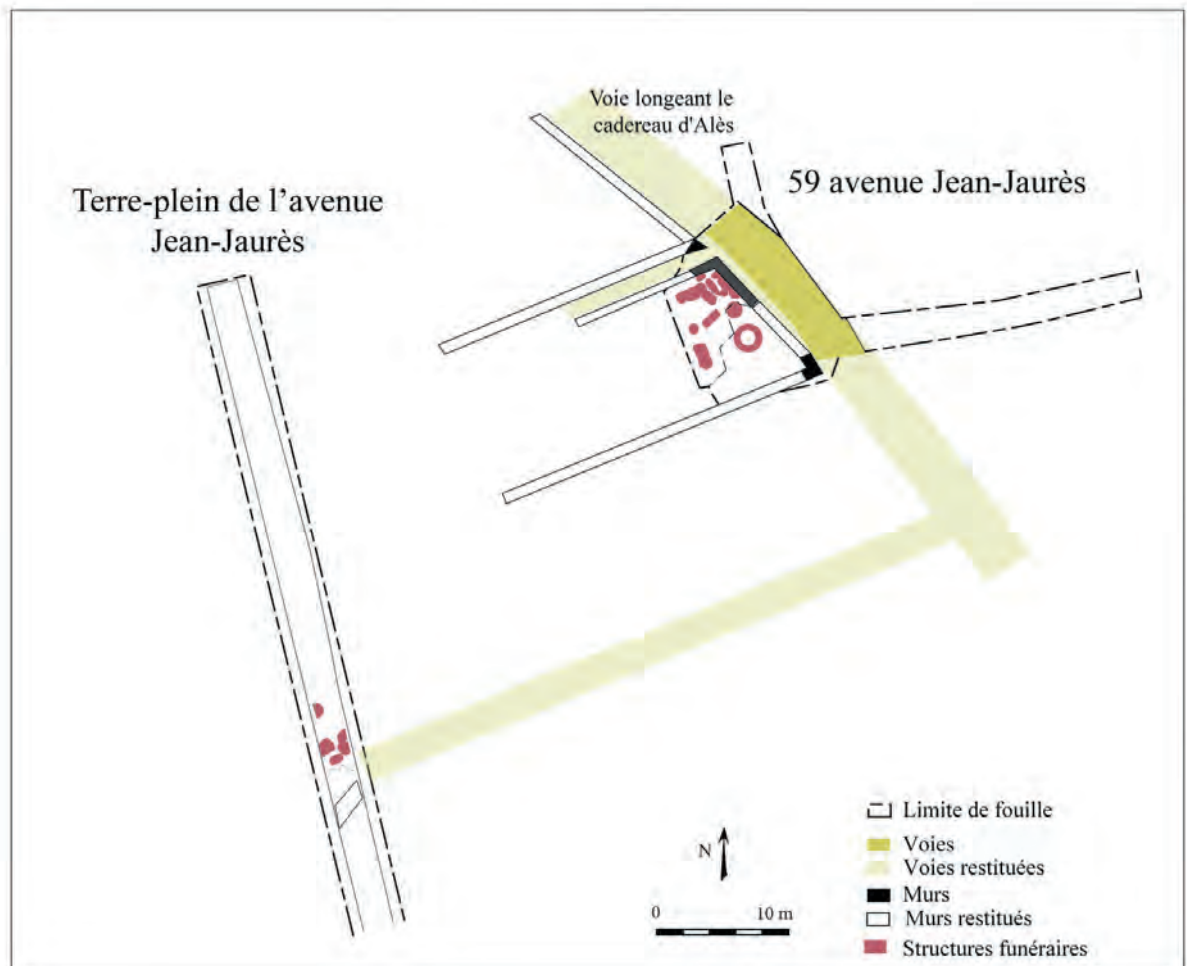 Voie longeant le
cadereau d'Alès
59 avenue Jean-Jaurès
Terre-plein de l'avenue
Jean-Jaurès
Limite de fouille
Voies
Voies restituées
Murs
Murs restitués
Structures funéraires
N
0 10 m